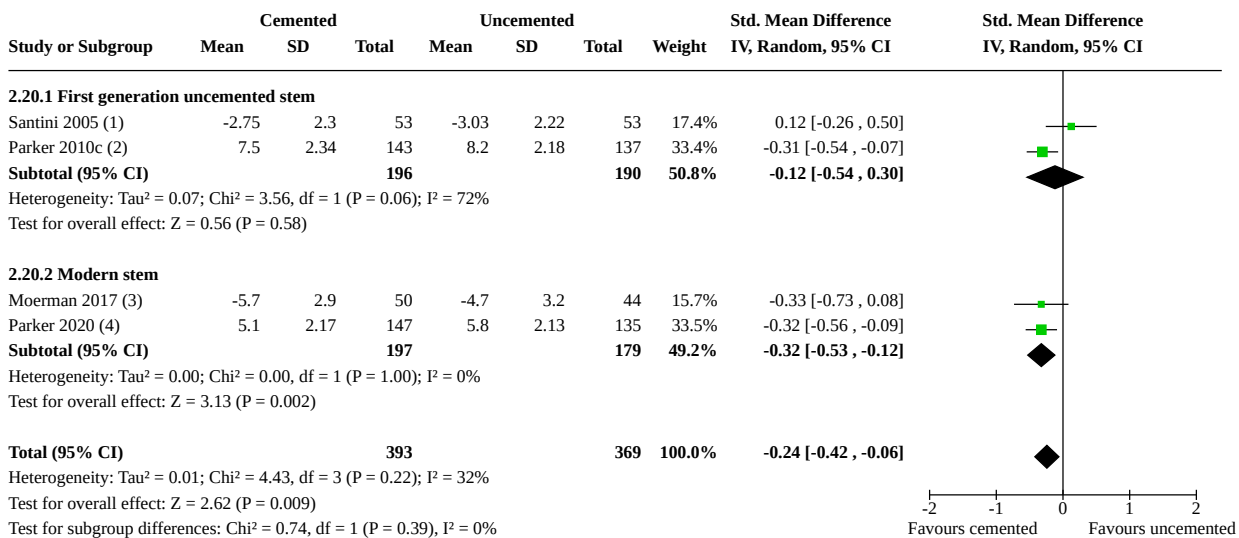 Cemented Uncemented Std. Mean Difference Std. Mean Difference
Study or Subgroup Mean SD Total Mean SD Total Weight IV, Random, 95% CI IV, Random, 95% CI
2.20.1 First generation uncemented stem
Santini 2005 (1) -2.75 2.3 53 -3.03 2.22 53 17.4% 0.12 [-0.26 , 0.50]
Parker 2010c (2) 7.5 2.34 143 8.2 2.18 137 33.4% -0.31 [-0.54 , -0.07]
Subtotal (95% CI) 196 190 50.8% -0.12 [-0.54 , 0.30]
Heterogeneity: Tau² = 0.07; Chi² = 3.56, df = 1 (P = 0.06); I² = 72%
Test for overall effect: Z = 0.56 (P = 0.58)
2.20.2 Modern stem
Moerman 2017 (3) -5.7 2.9 50 -4.7 3.2 44 15.7% -0.33 [-0.73 , 0.08]
Parker 2020 (4) 5.1 2.17 147 5.8 2.13 135 33.5% -0.32 [-0.56 , -0.09]
Subtotal (95% CI) 197 179 49.2% -0.32 [-0.53 , -0.12]
Heterogeneity: Tau² = 0.00; Chi² = 0.00, df = 1 (P = 1.00); I² = 0%
Test for overall effect: Z = 3.13 (P = 0.002)
Total (95% CI) 393 369 100.0% -0.24 [-0.42 , -0.06]
Heterogeneity: Tau² = 0.01; Chi² = 4.43, df = 3 (P = 0.22); I² = 32%
Test for overall effect: Z = 2.62 (P = 0.009)
-2 -1 0 1 2
Test for subgroup differences: Chi² = 0.74, df = 1 (P = 0.39), I² = 0%
Favours cemented Favours uncemented